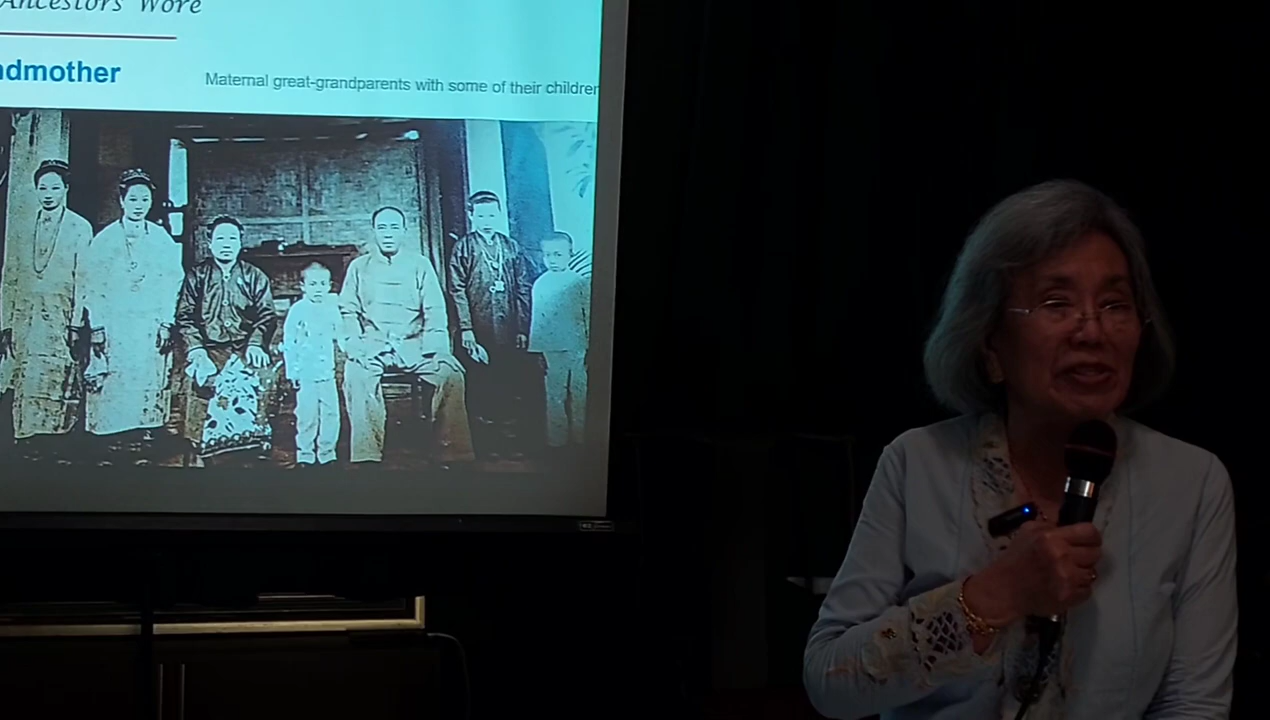 Ancestors' Wore
ndmother
Maternal great-grandparents with some of their children